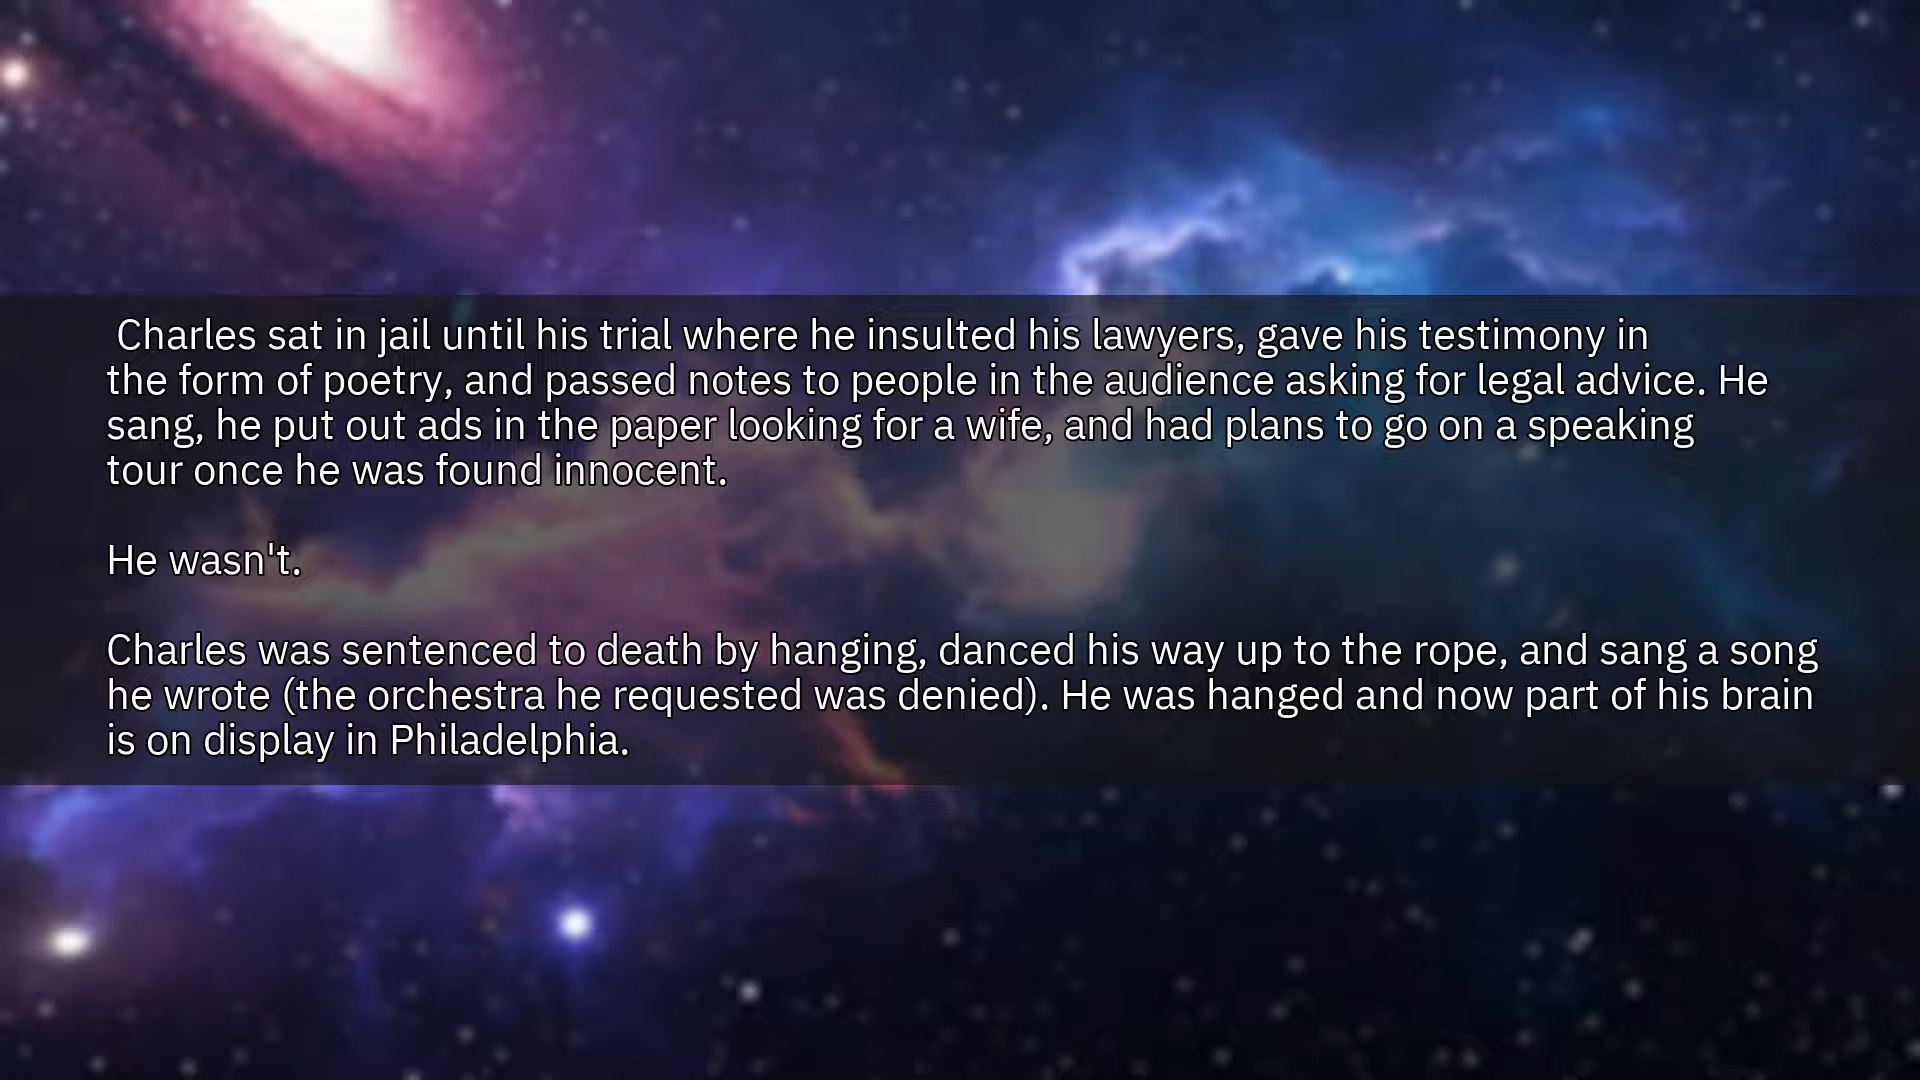 Charles sat in jail until his trial where he insulted his lawyers, gave his testimony in
the form of poetry, and passed notes to people in the audience asking for legal advice. He
sang, he put out ads in the paper looking for a wife, and had plans to go on a speaking
tour once he was found innocent.
He wasn't.
Charles was sentenced to death by hanging, danced his way up to the rope, and sang a song
he wrote (the orchestra he requested was denied). He was hanged and now part of his brain
is on display in Philadelphia.